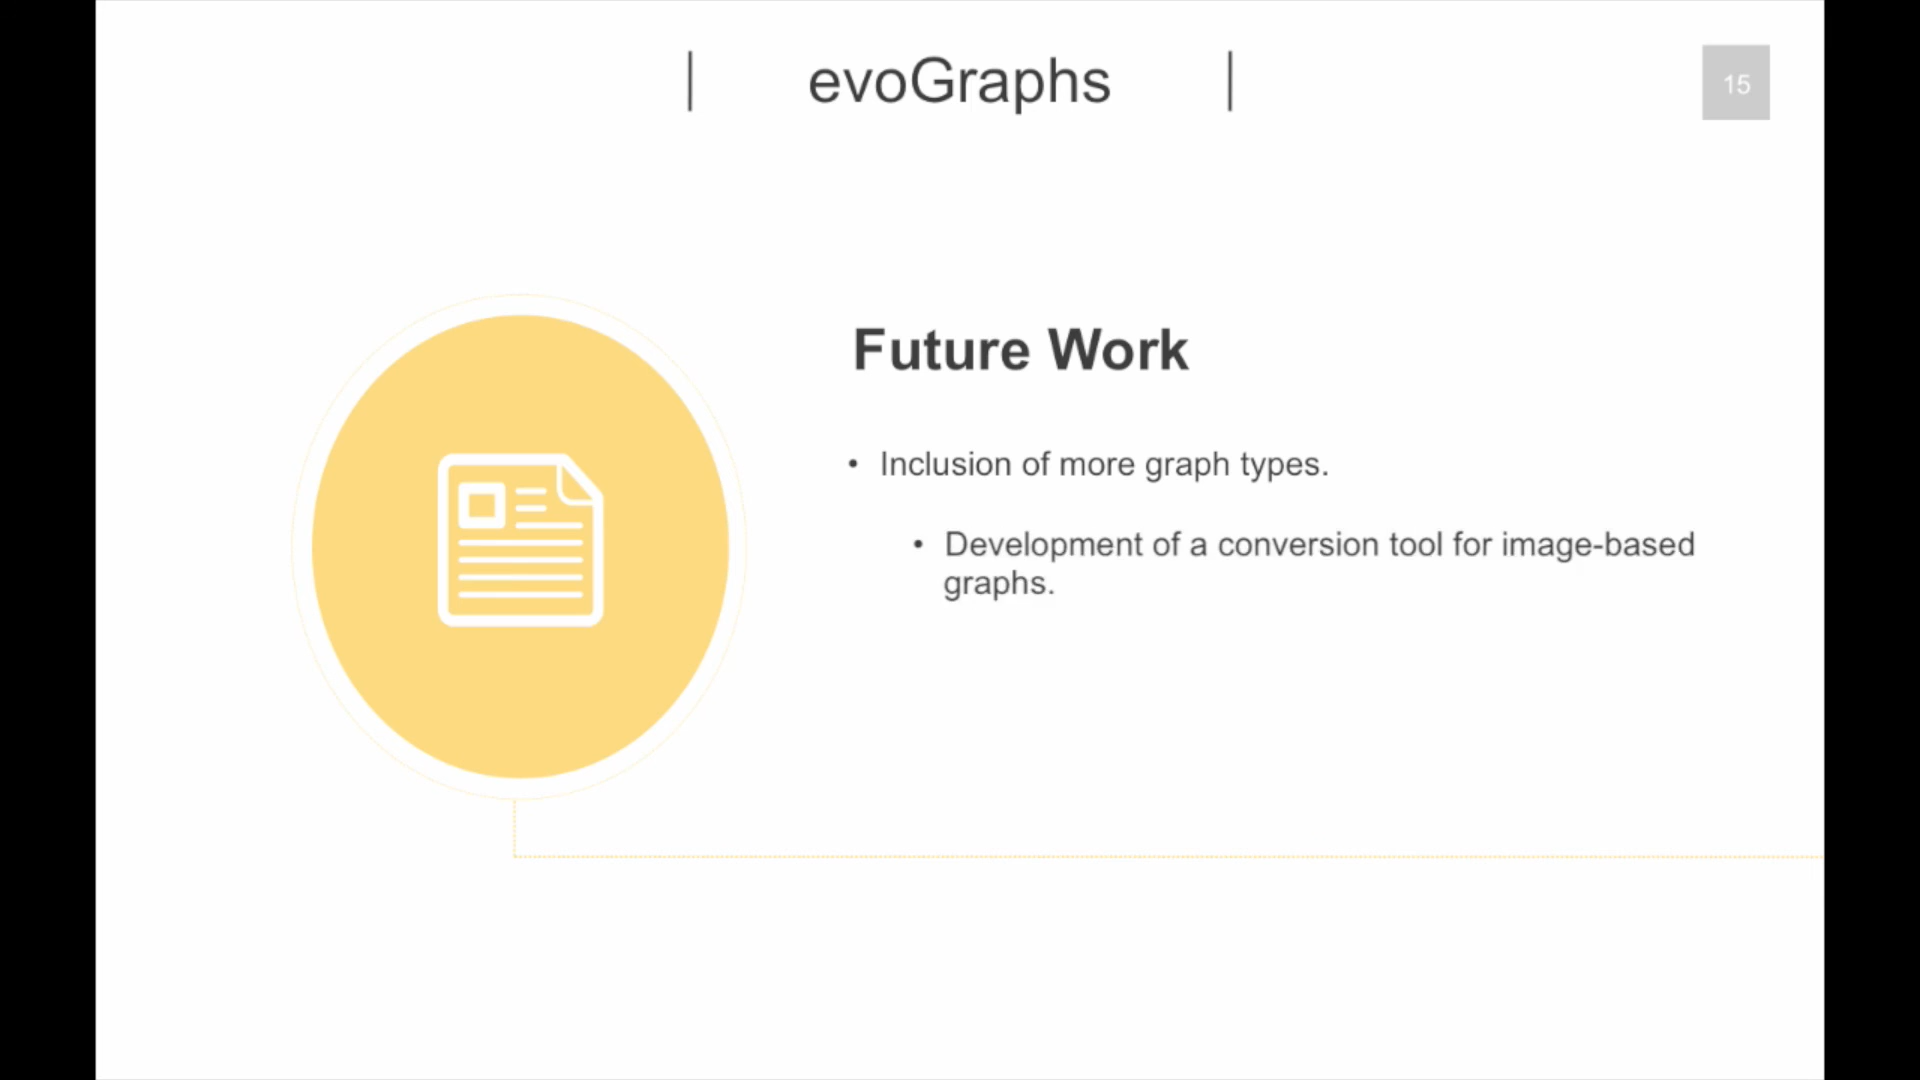 evoGraphs
15
Future Work
• Inclusion of more graph types.
• Development of a conversion tool for image-based
graphs.